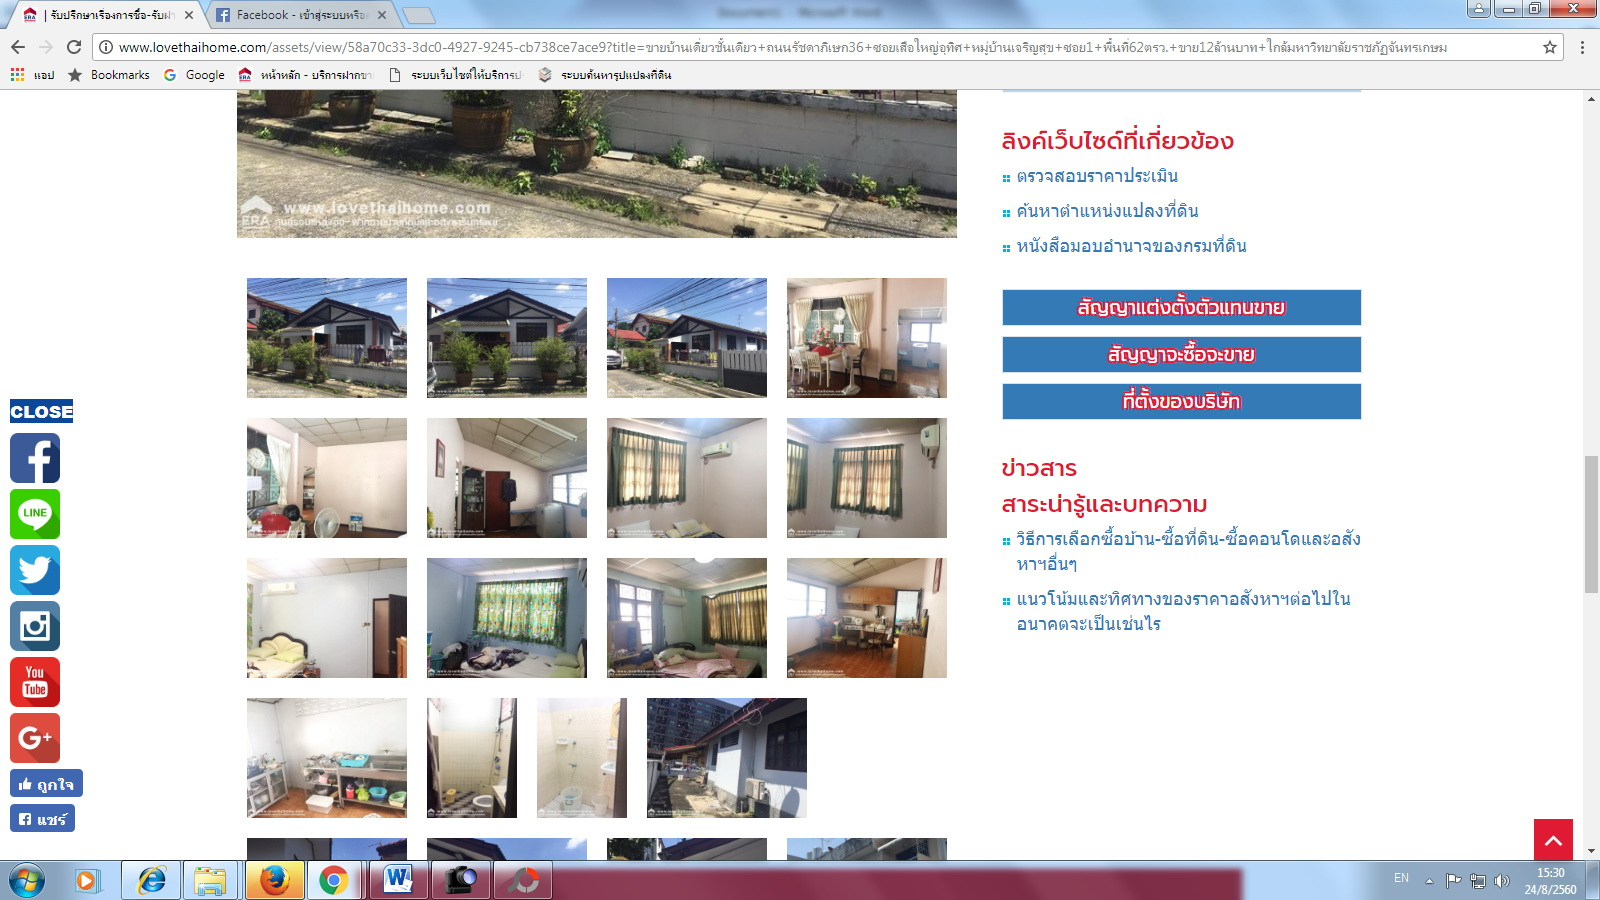 Document1 - Microsoft Word
| รับปรึกษาเรื่องการซื้อ-รับฝา
Facebook - เข้าสู่ระบบหรือ
www.lovethaihome.com/assets/view/58a70c33-3dc0-4927-9245-cb738ce7ace9?title=ขายบ้านเดี่ยวชั้นเดียว+ถนนรัชดาภิเษก36+ซอยเสือใหญ่อุทิศ+หมู่บ้านเจริญสุข+ซอย1+พื้นที่62ตรว.+ขาย12ล้านบาท+ใกล้มหาวิทยาลัยราชภัฏจันทรเกษม
แอป
Bookmarks
Google
หน้าหลัก - บริการฝากขา
ระบบเว็บไซต์ให้บริการป
ระบบค้นหารูปแปลงที่ดิน
www.lovethaihome.com
ERA
ลิงค์เว็บไซด์ที่เกี่ยวข้อง
ตรวจสอบราคาประเมิน
ค้นหาตำแหน่งแปลงที่ดิน
หนังสือมอบอำนาจของกรมที่ดิน
สัญญาแต่งตั้งตัวแทนขาย
สัญญาจะซื้อจะขาย
ที่ตั้งของบริษัท
ข่าวสาร
สาระน่ารู้และบทความ
วิธีการเลือกซื้อบ้าน-ซื้อที่ดิน-ซื้อคอนโดและอสัง
หาฯอื่นๆ
แนวโน้มและทิศทางของราคาอสังหาฯต่อไปใน
อนาคตจะเป็นเช่นไร
CLOSE
LINE
You
Tube
G+
ถูกใจ
แชร์
EN
15:30
24/8/2560